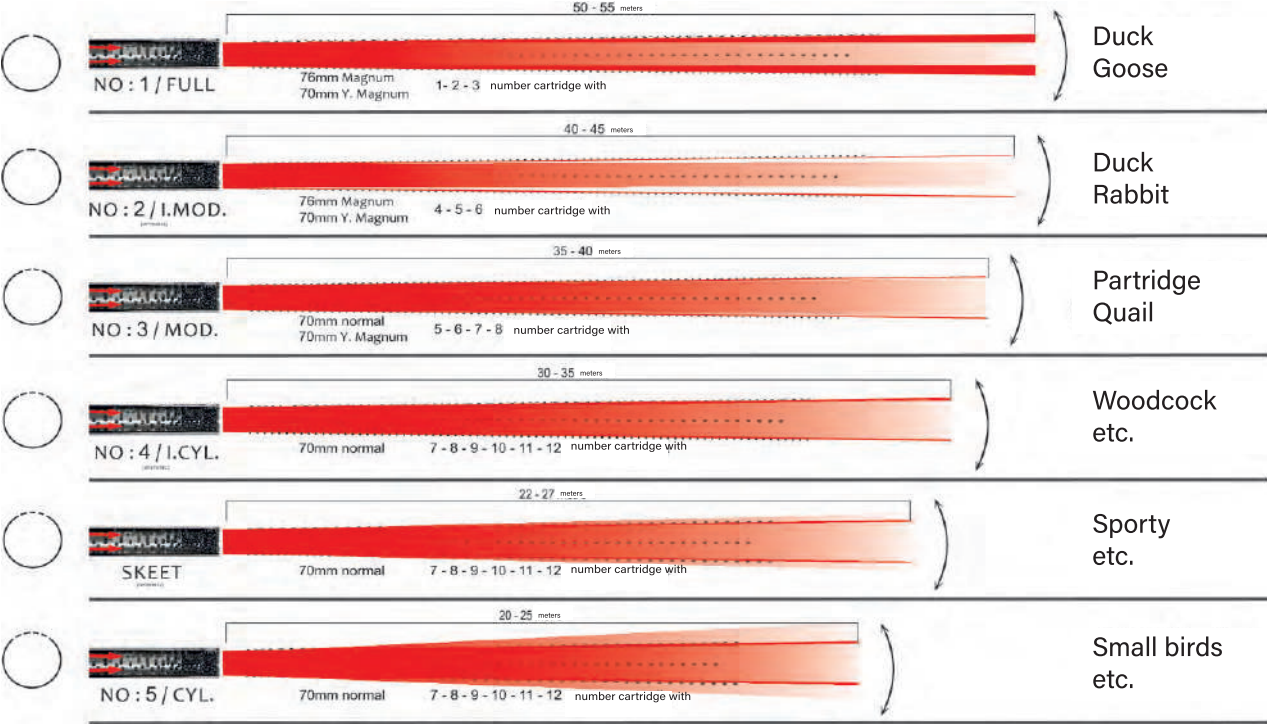 50 - 55 meters
Duck
Goose
NO : 1 / FULL
76mm Magnum
70mm Y. Magnum
1- 2 - 3 number cartridge with
40 - 45 meters
Duck
Rabbit
NO : 2 / I.MOD.
76mm Magnum
70mm Y. Magnum
4 - 5 - 6 number cartridge with
35 - 40 meters
Partridge
Quail
NO : 3 / MOD.
70mm normal
70mm Y. Magnum
5 - 6 - 7 - 8 number cartridge with
30 - 35 meters
Woodcock
etc.
NO : 4 / I.CYL.
70mm normal
7 - 8 - 9 - 10 - 11 - 12 number cartridge with
22 - 27 meters
Sporty
etc.
SKEET
70mm normal
7 - 8 - 9 - 10 - 11 - 12 number cartridge with
20 - 25 meters
Small birds
etc.
NO : 5 / CYL.
70mm normal
7 - 8 - 9 - 10 - 11 - 12 number cartridge with